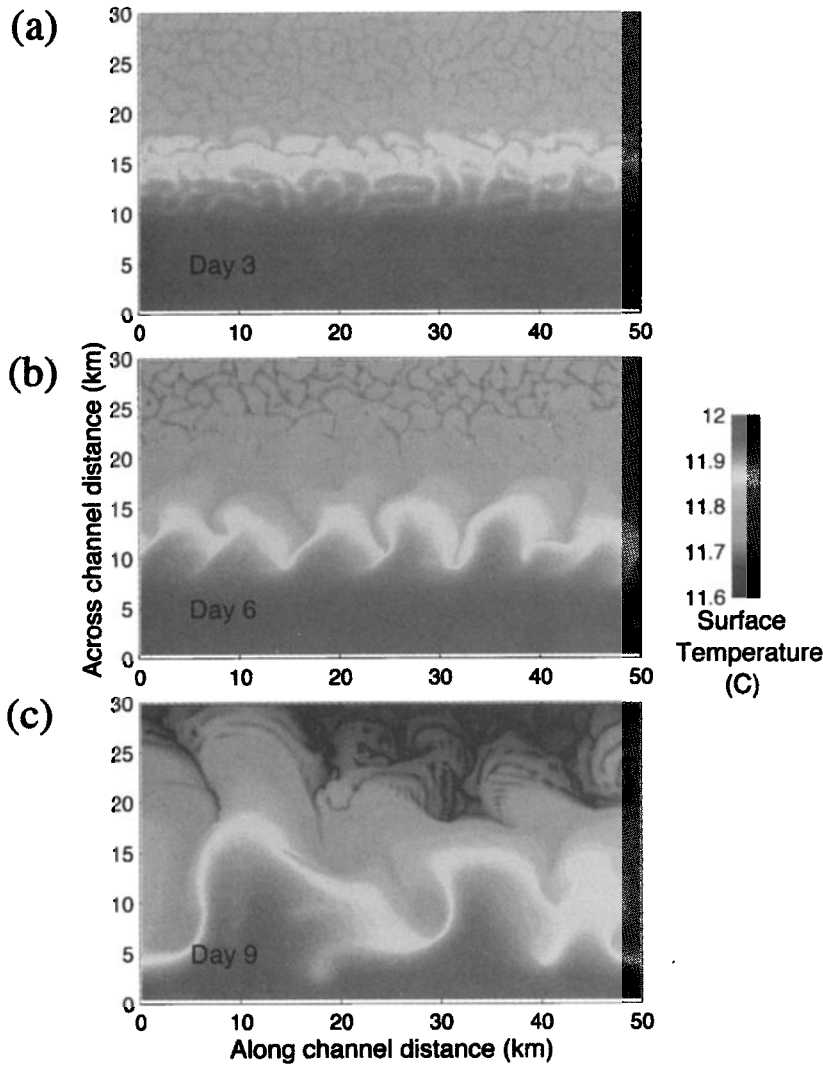 (a)
30
25
20
15
10
5
0
Day 3
0 10 20 30 40 50
(b)
30
25
20
15
10
5
0
Day 6
0 10 20 30 40 50
Across channel distance (km)
12
11.9
11.8
11.7
11.6
Surface
Temperature
(C)
(c)
30
25
20
15
10
5
0
Day 9
0 10 20 30 40 50
Along channel distance (km)